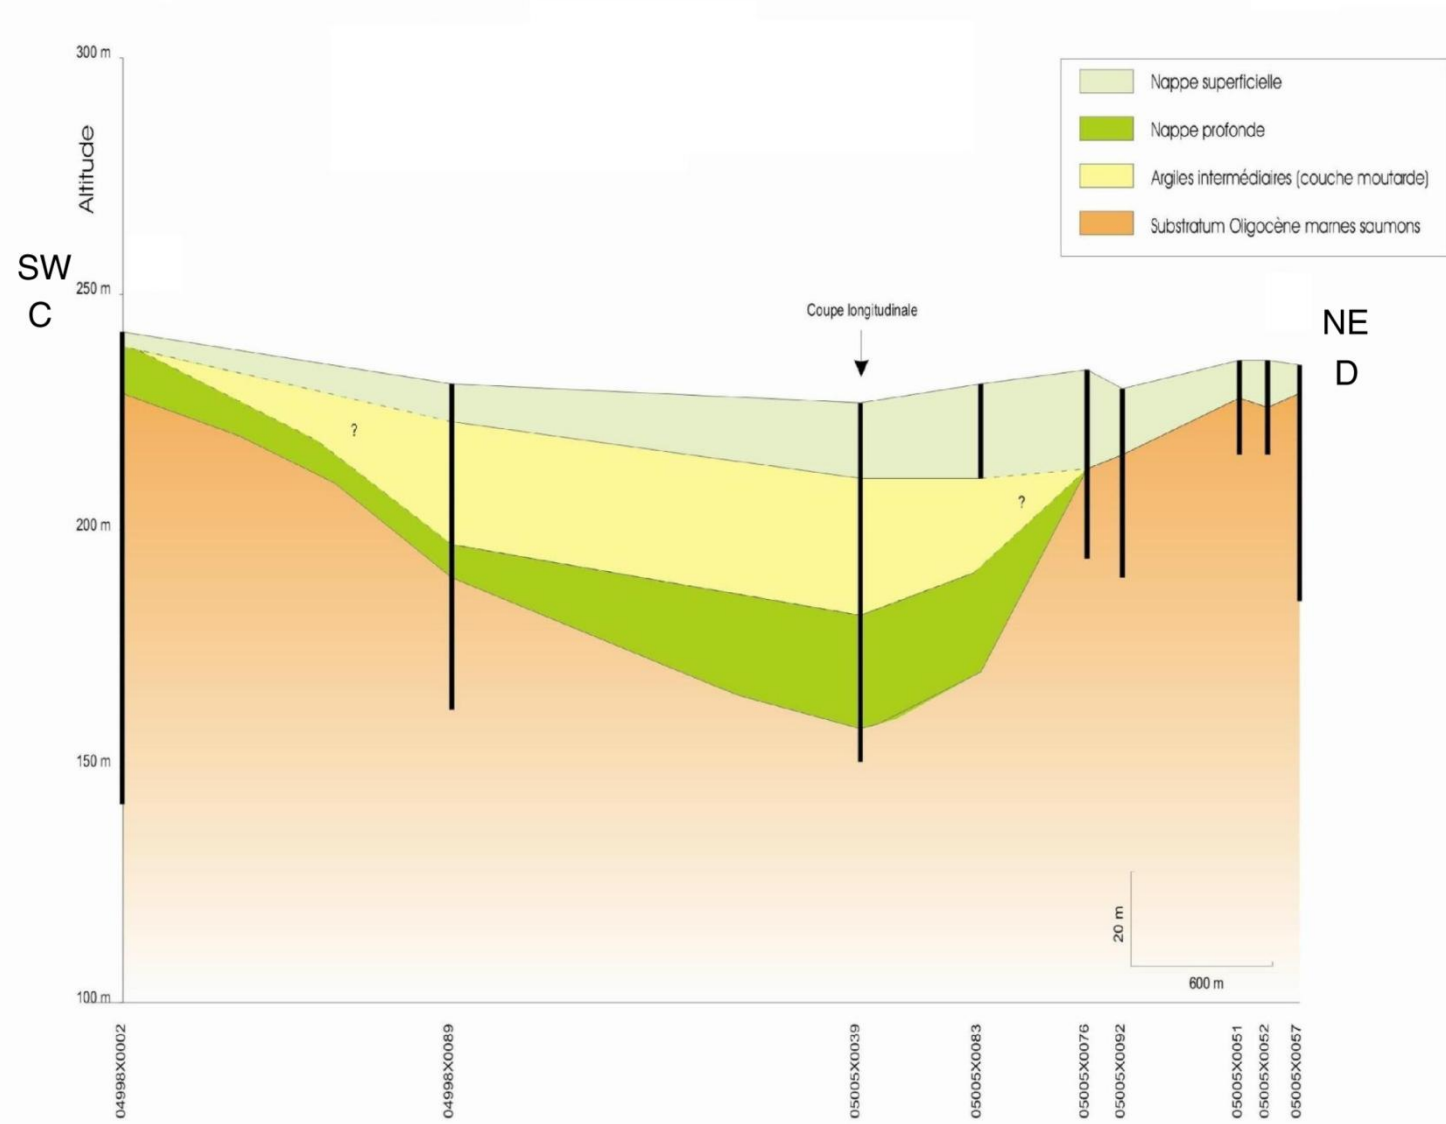 300 m
Altitude
250 m
200 m
150 m
100 m
SW
C
Nappe superficielle
Nappe profonde
Argiles intermédiaires (couche moutarde)
Substratum Oligocène marnes saumons
Coupe longitudinale
NE
D
?
?
20 m
600 m
04998X0002
04998X0089
05005X0039
05005X0083
05005X0076
05005X0092
05005X0051
05005X0052
05005X0057